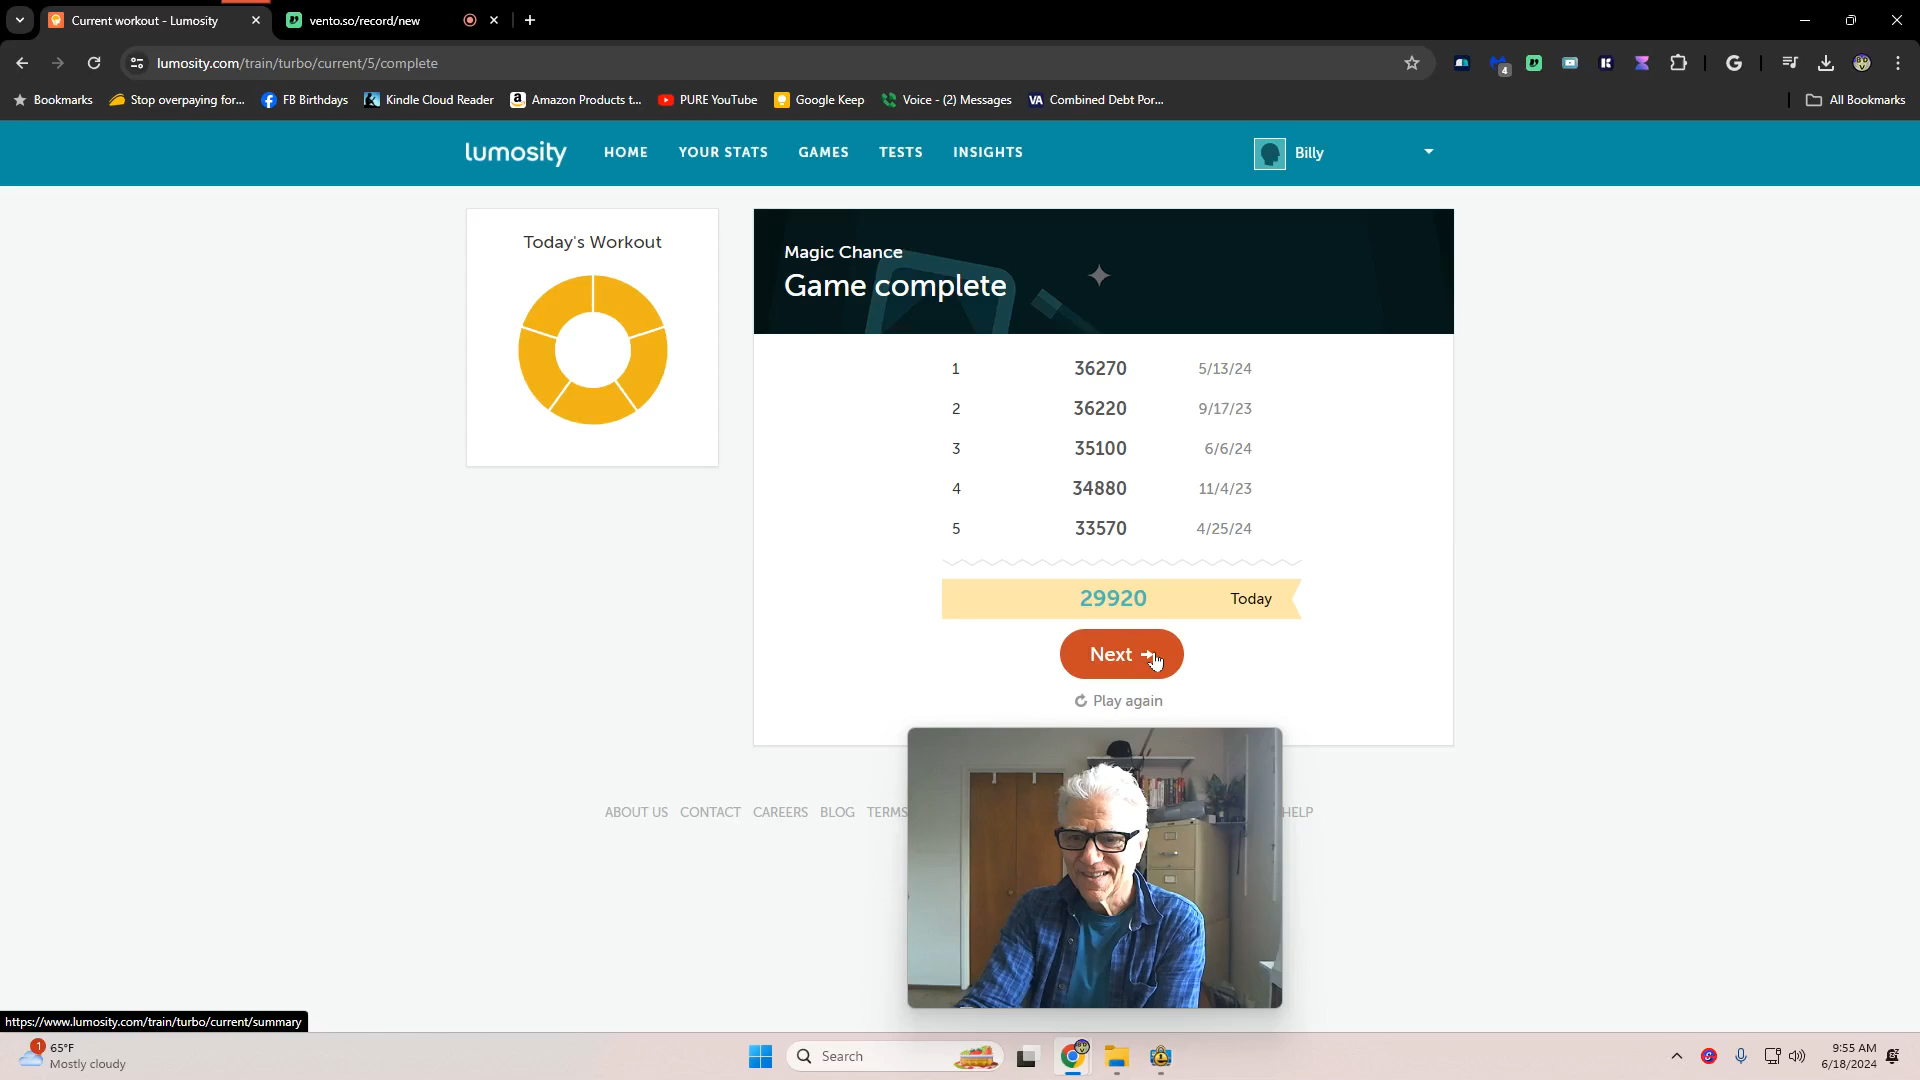 Current workout - Lumosity
vento.so/record/new
lumosity.com/train/turbo/current/5/complete
4
Bookmarks
Stop overpaying for...
FB Birthdays
Kindle Cloud Reader
Amazon Products t...
PURE YouTube
Google Keep
Voice - (2) Messages
VA Combined Debt Por...
All Bookmarks
lumosity
HOME
YOUR STATS
GAMES
TESTS
INSIGHTS
Billy
Today's Workout
Magic Chance
Game complete
1 36270 5/13/24
2 36220 9/17/23
3 35100 6/6/24
4 34880 11/4/23
5 33570 4/25/24
29920 Today
Next
Play again
ABOUT US CONTACT CAREERS BLOG TERMS HELP
https://www.lumosity.com/train/turbo/current/summary
1
65°F
Mostly cloudy
Search
9:55 AM
6/18/2024